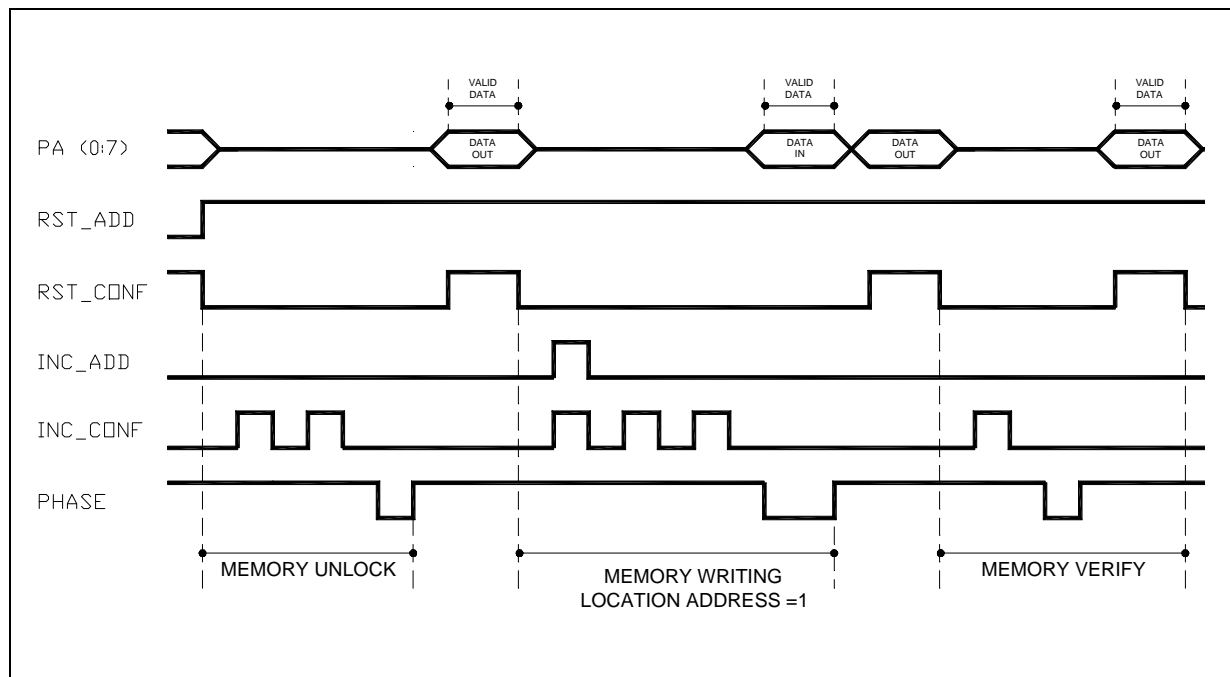 VALID
DATA
VALID
DATA
VALID
DATA
PA (0:7)
DATA
OUT
DATA
IN
DATA
OUT
DATA
OUT
RST_ADD
RST_CONF
INC_ADD
INC_CONF
PHASE
MEMORY UNLOCK
MEMORY WRITING
LOCATION ADDRESS =1
MEMORY VERIFY